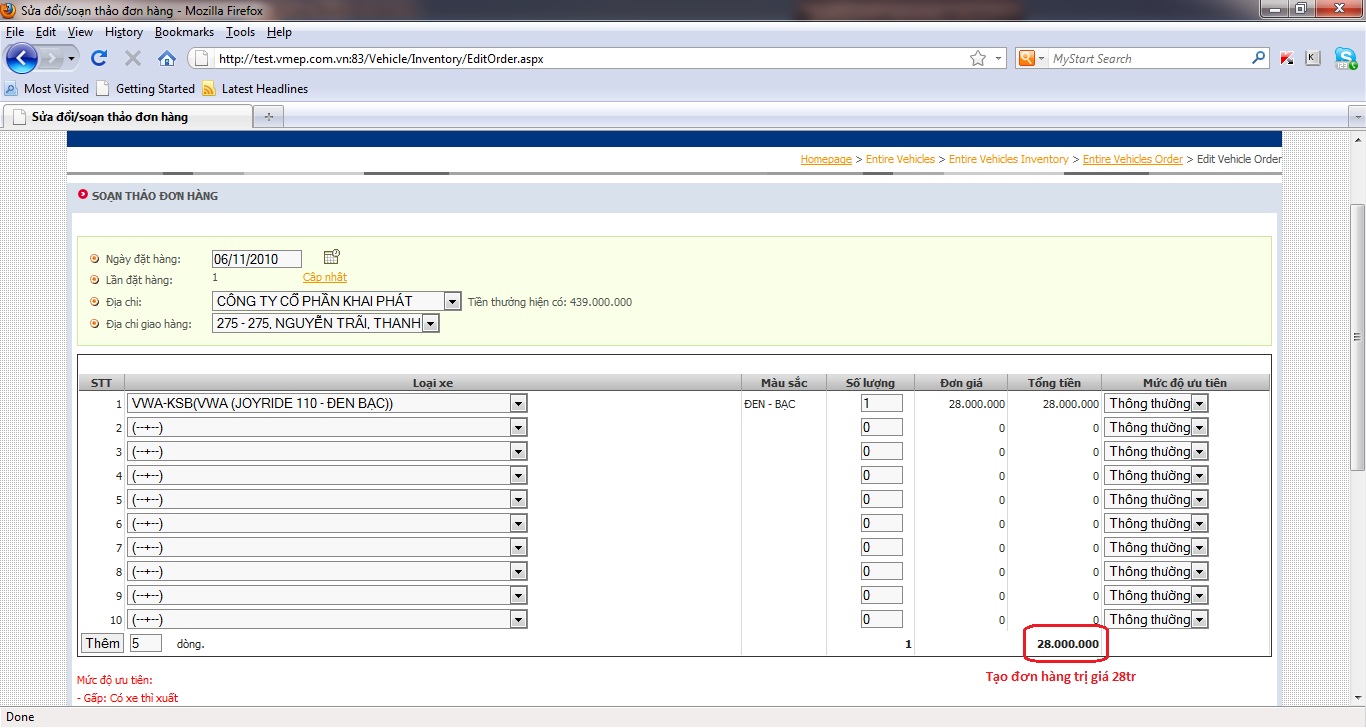 Sửa đổi/soạn thảo đơn hàng - Mozilla Firefox
File Edit View History Bookmarks Tools Help
http://test.vmep.com.vn:83/Vehicle/Inventory/EditOrder.aspx
MyStart Search
Most Visited Getting Started Latest Headlines
Sửa đổi/soạn thảo đơn hàng
Homepage > Entire Vehicles > Entire Vehicles Inventory > Entire Vehicles Order > Edit Vehicle Order
SOẠN THẢO ĐƠN HÀNG
Ngày đặt hàng: 06/11/2010
Lần đặt hàng: 1 Cập nhật
Địa chỉ: CÔNG TY CỔ PHẦN KHAI PHÁT Tiền thưởng hiện có: 439.000.000
Địa chỉ giao hàng: 275 - 275, NGUYỄN TRÃI, THANH
STT Loại xe Màu sắc Số lượng Đơn giá Tổng tiền Mức độ ưu tiên
1 VWA-KSB(VWA (JOYRIDE 110 - ĐEN BẠC)) ĐEN - BẠC 1 28.000.000 28.000.000 Thông thường
2 (--+--) 0 0 0 Thông thường
3 (--+--) 0 0 0 Thông thường
4 (--+--) 0 0 0 Thông thường
5 (--+--) 0 0 0 Thông thường
6 (--+--) 0 0 0 Thông thường
7 (--+--) 0 0 0 Thông thường
8 (--+--) 0 0 0 Thông thường
9 (--+--) 0 0 0 Thông thường
10 (--+--) 0 0 0 Thông thường
Thêm 5 dòng. 1 28.000.000
Tạo đơn hàng trị giá 28tr
Mức độ ưu tiên:
- Gấp: Có xe thì xuất
Done